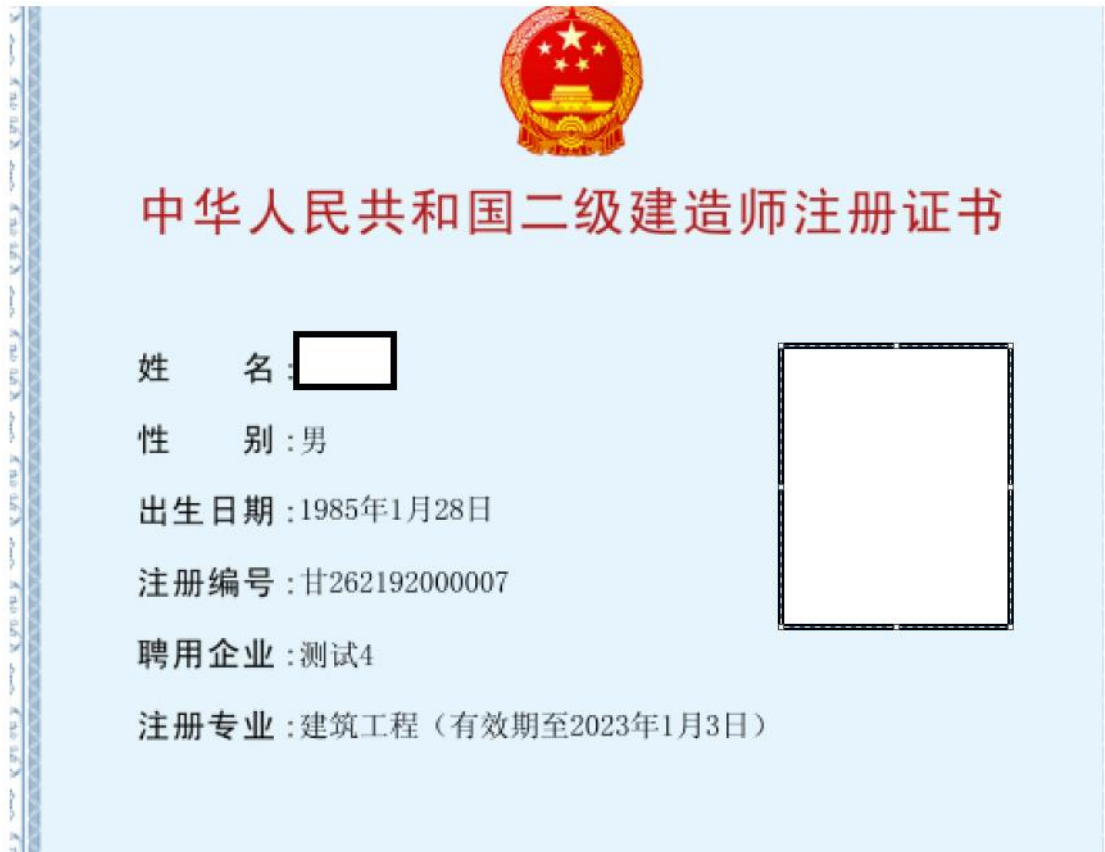 中华人民共和国二级建造师注册证书
姓 名:
性 别:男
出生日期:1985年1月28日
注册编号:甘262192000007
聘用企业:测试4
注册专业:建筑工程（有效期至2023年1月3日）